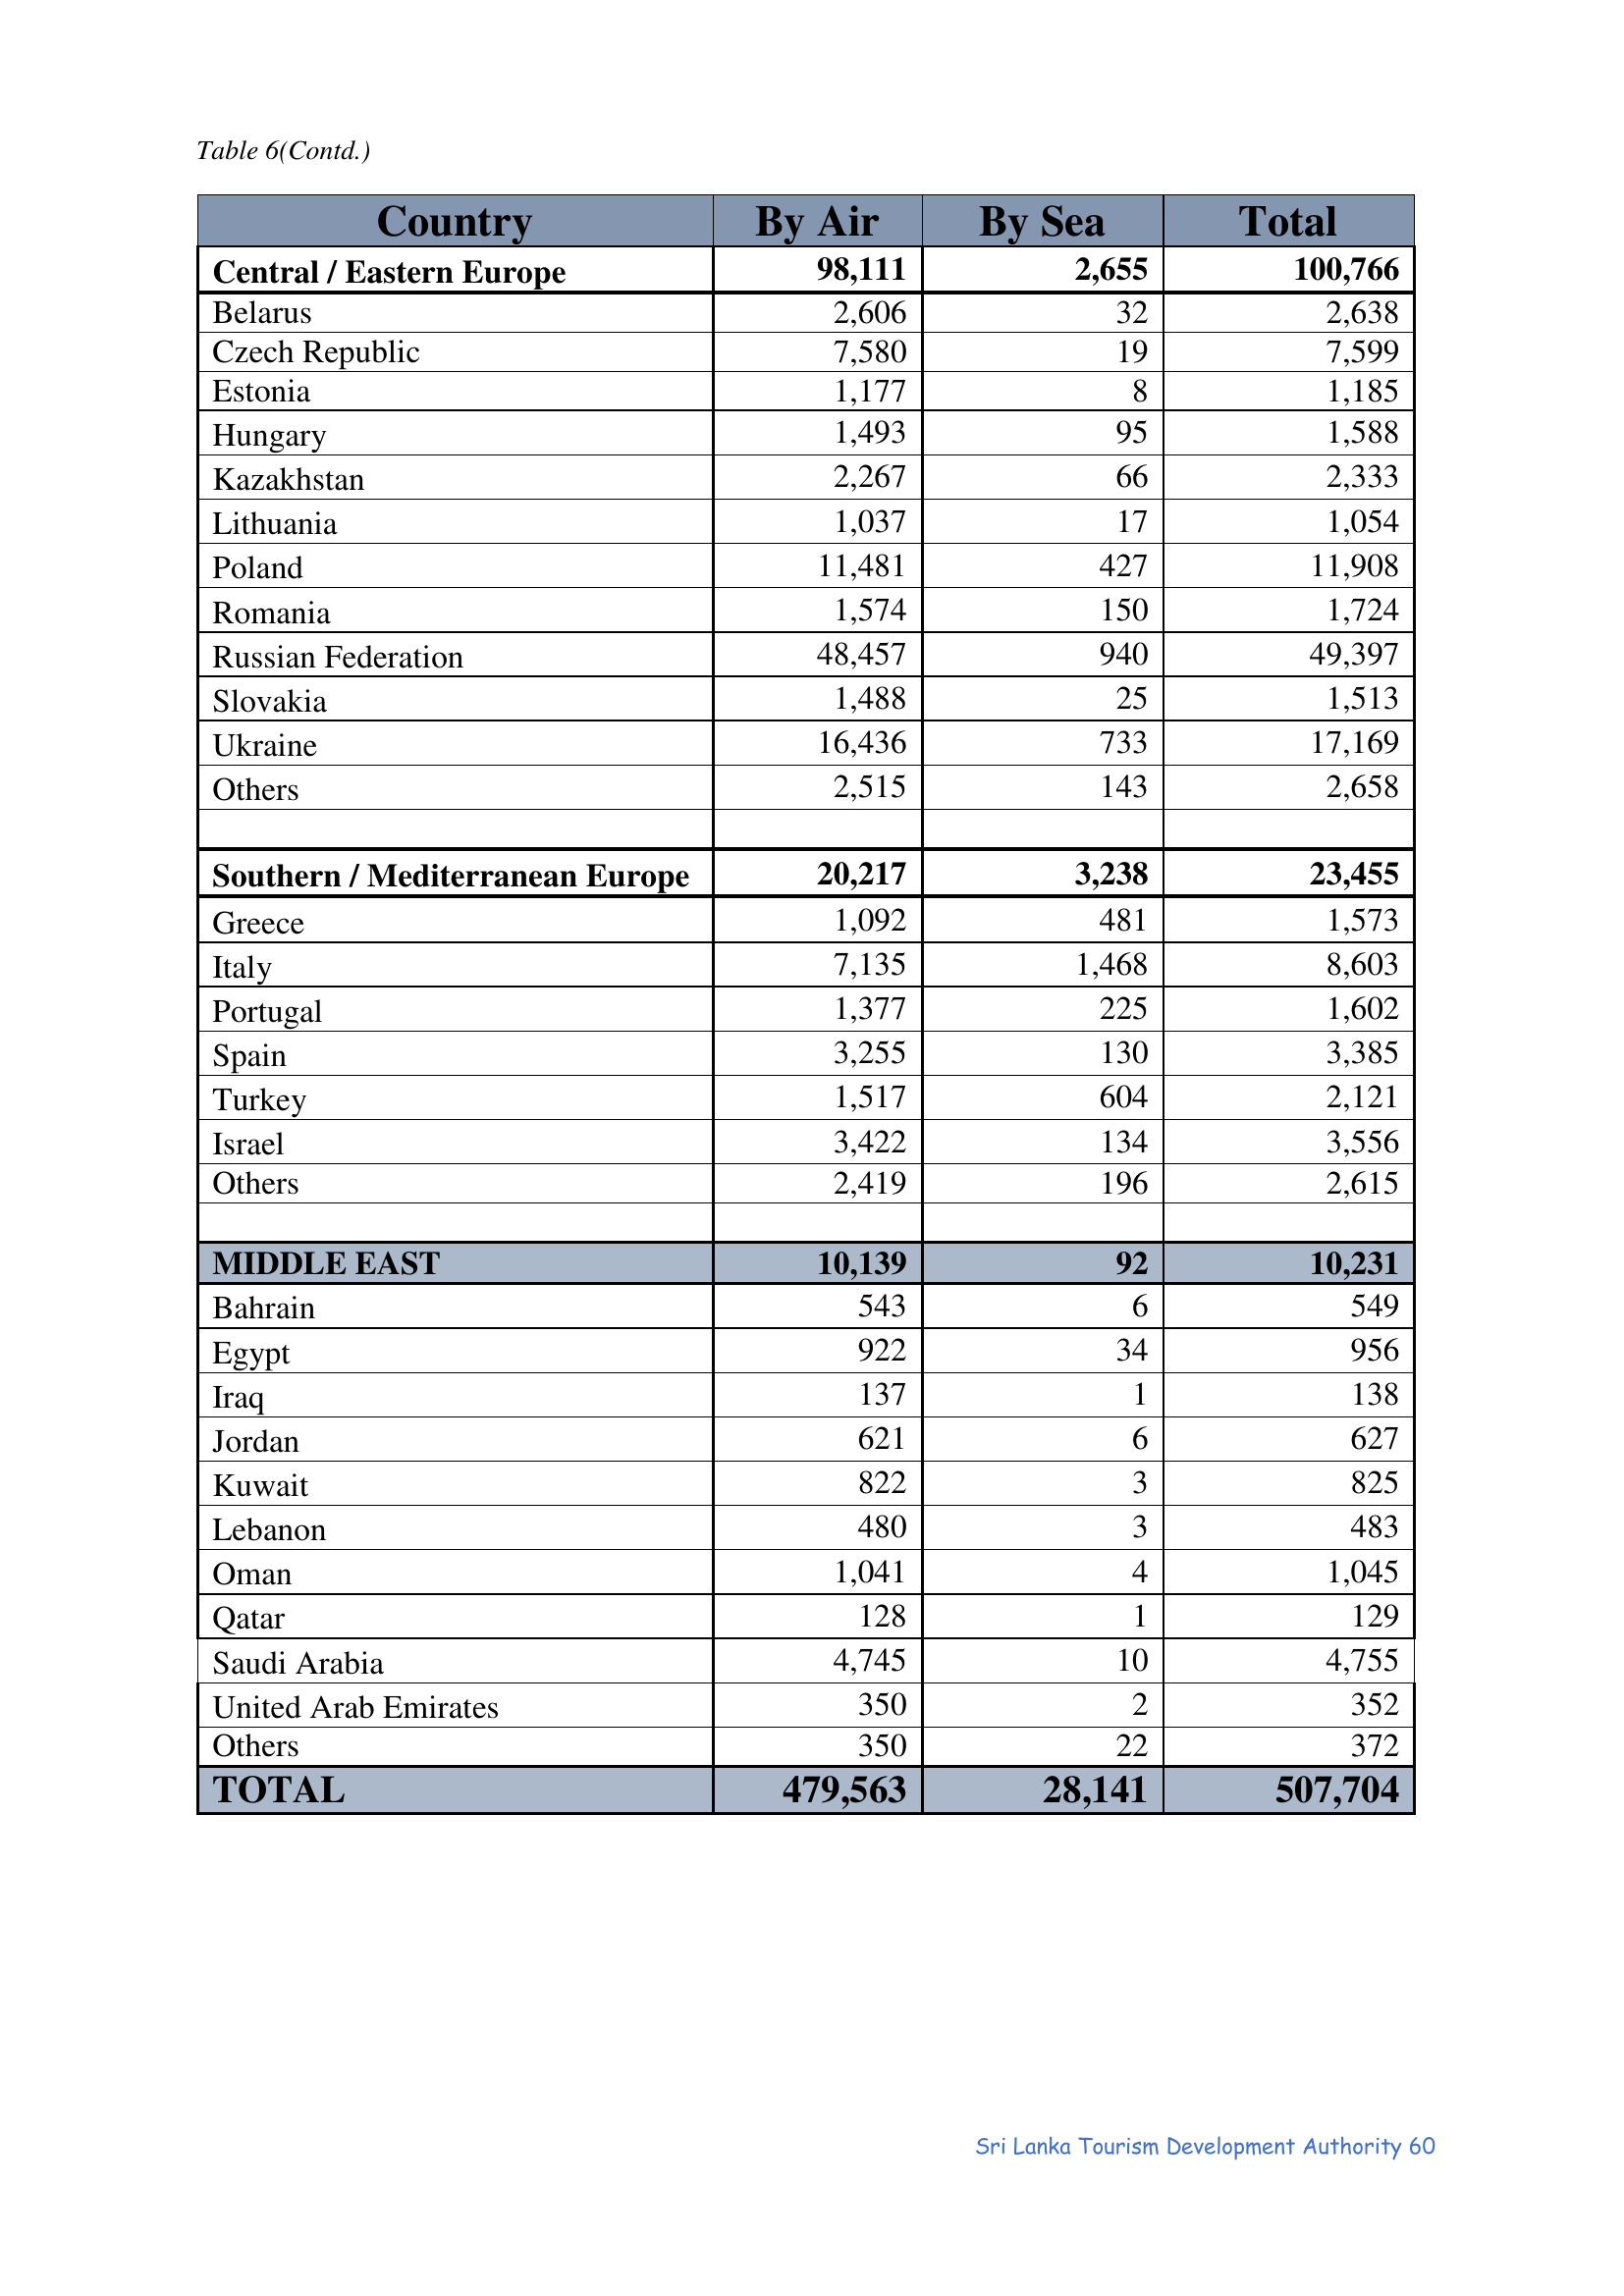 Table 6(Contd.)
Country By Air By Sea Total
Central / Eastern Europe 98,111 2,655 100,766
Belarus 2,606 32 2,638
Czech Republic 7,580 19 7,599
Estonia 1,177 8 1,185
Hungary 1,493 95 1,588
Kazakhstan 2,267 66 2,333
Lithuania 1,037 17 1,054
Poland 11,481 427 11,908
Romania 1,574 150 1,724
Russian Federation 48,457 940 49,397
Slovakia 1,488 25 1,513
Ukraine 16,436 733 17,169
Others 2,515 143 2,658
Southern / Mediterranean Europe 20,217 3,238 23,455
Greece 1,092 481 1,573
Italy 7,135 1,468 8,603
Portugal 1,377 225 1,602
Spain 3,255 130 3,385
Turkey 1,517 604 2,121
Israel 3,422 134 3,556
Others 2,419 196 2,615
MIDDLE EAST 10,139 92 10,231
Bahrain 543 6 549
Egypt 922 34 956
Iraq 137 1 138
Jordan 621 6 627
Kuwait 822 3 825
Lebanon 480 3 483
Oman 1,041 4 1,045
Qatar 128 1 129
Saudi Arabia 4,745 10 4,755
United Arab Emirates 350 2 352
Others 350 22 372
TOTAL 479,563 28,141 507,704
Sri Lanka Tourism Development Authority 60